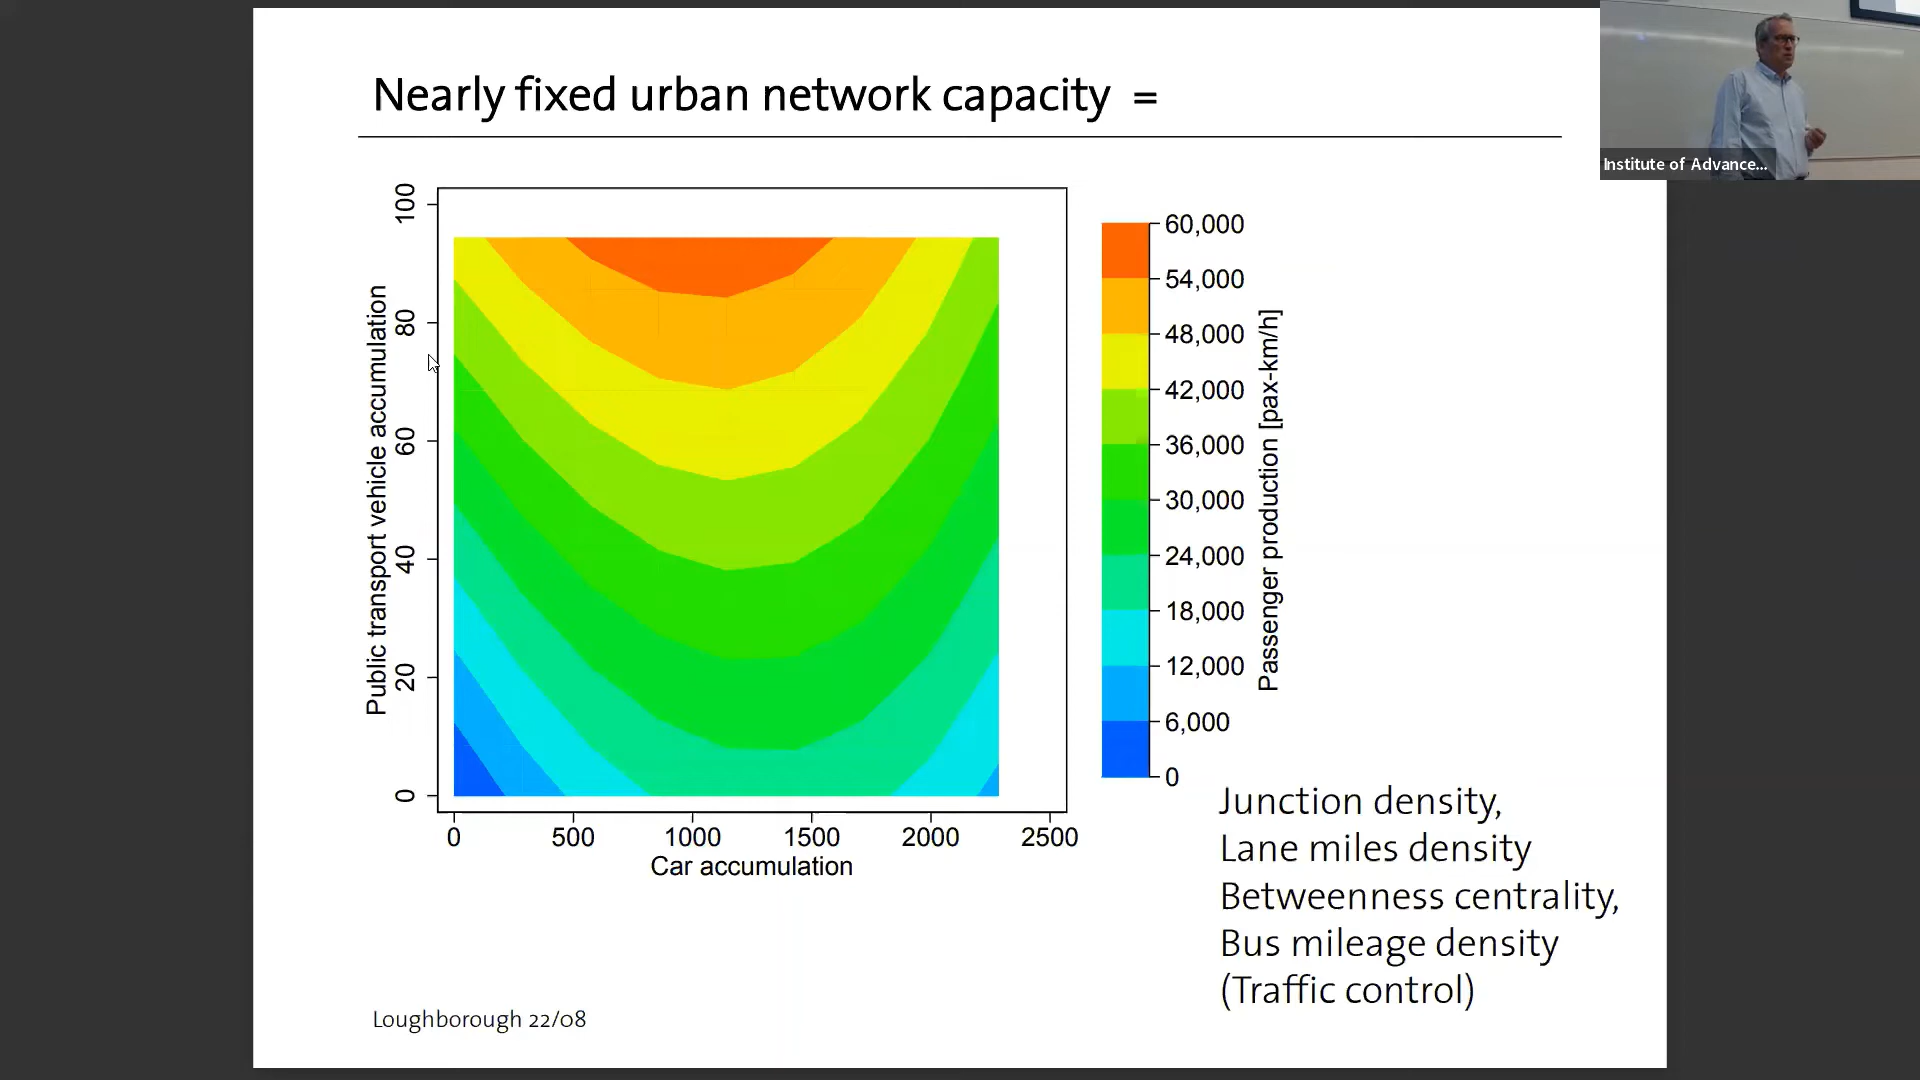 Nearly fixed urban network capacity =
Institute of Advance...
100
80
60
40
20
0
Public transport vehicle accumulation
0 500 1000 1500 2000 2500
Car accumulation
60,000
54,000
48,000
42,000
36,000
30,000
24,000
18,000
12,000
6,000
0
Passenger production [pax-km/h]
Junction density,
Lane miles density
Betweenness centrality,
Bus mileage density
(Traffic control)
Loughborough 22/08